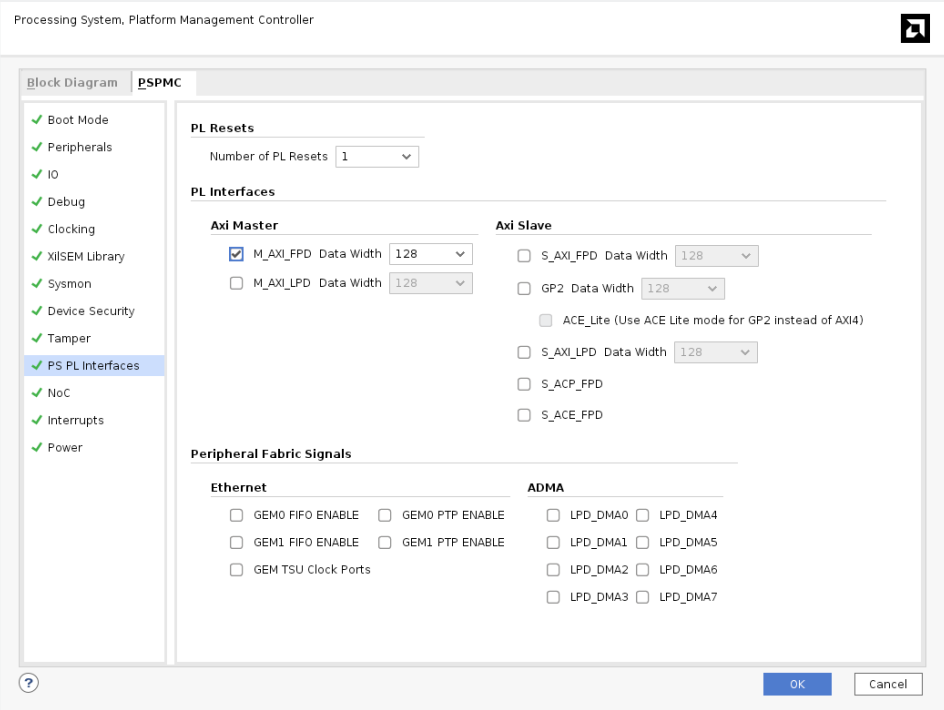 Processing System, Platform Management Controller
Block Diagram PSPMC
Boot Mode
Peripherals
IO
Debug
Clocking
XilSEM Library
Sysmon
Device Security
Tamper
PS PL Interfaces
NoC
Interrupts
Power
PL Resets
Number of PL Resets 1
PL Interfaces
Axi Master
M_AXI_FPD Data Width 128
M_AXI_LPD Data Width 128
Axi Slave
S_AXI_FPD Data Width 128
GP2 Data Width 128
ACE_Lite (Use ACE Lite mode for GP2 instead of AXI4)
S_AXI_LPD Data Width 128
S_ACP_FPD
S_ACE_FPD
Peripheral Fabric Signals
Ethernet
GEM0 FIFO ENABLE GEM0 PTP ENABLE
GEM1 FIFO ENABLE GEM1 PTP ENABLE
GEM TSU Clock Ports
ADMA
LPD_DMA0 LPD_DMA4
LPD_DMA1 LPD_DMA5
LPD_DMA2 LPD_DMA6
LPD_DMA3 LPD_DMA7
?
OK Cancel